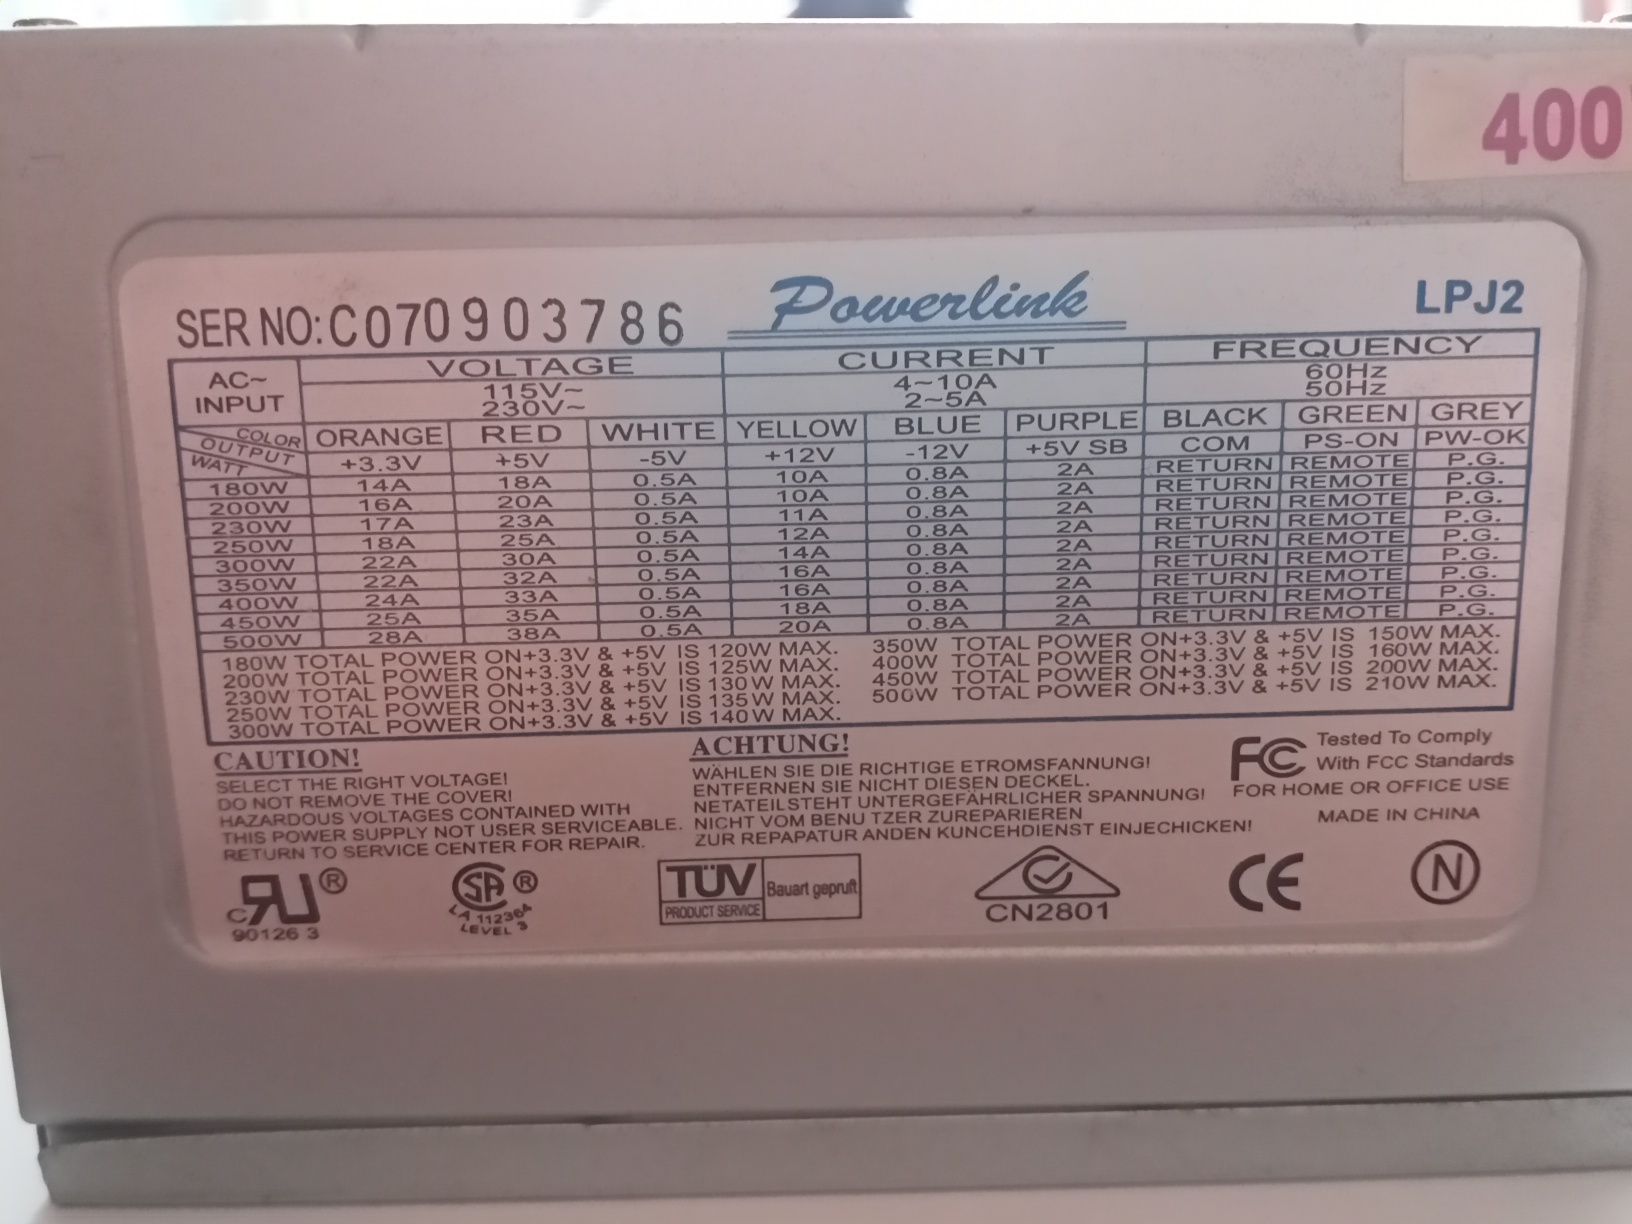 400
SER NO:C070903786 Powerlink LPJ2
AC~ INPUT VOLTAGE CURRENT FREQUENCY
115V~ 4~10A 60Hz
230V~ 2~5A 50Hz
COLOR OUTPUT WATT ORANGE RED WHITE YELLOW BLUE PURPLE BLACK GREEN GREY
+3.3V +5V -5V +12V -12V +5V SB COM PS-ON PW-OK
180W 14A 18A 0.5A 10A 0.8A 2A RETURN REMOTE P.G.
200W 16A 20A 0.5A 10A 0.8A 2A RETURN REMOTE P.G.
230W 17A 23A 0.5A 11A 0.8A 2A RETURN REMOTE P.G.
250W 18A 25A 0.5A 12A 0.8A 2A RETURN REMOTE P.G.
300W 22A 30A 0.5A 14A 0.8A 2A RETURN REMOTE P.G.
350W 22A 32A 0.5A 16A 0.8A 2A RETURN REMOTE P.G.
400W 24A 33A 0.5A 16A 0.8A 2A RETURN REMOTE P.G.
450W 25A 35A 0.5A 18A 0.8A 2A RETURN REMOTE P.G.
500W 28A 38A 0.5A 20A 0.8A 2A RETURN REMOTE P.G.
180W TOTAL POWER ON+3.3V & +5V IS 120W MAX.
200W TOTAL POWER ON+3.3V & +5V IS 125W MAX.
230W TOTAL POWER ON+3.3V & +5V IS 130W MAX.
250W TOTAL POWER ON+3.3V & +5V IS 135W MAX.
300W TOTAL POWER ON+3.3V & +5V IS 140W MAX.
350W TOTAL POWER ON+3.3V & +5V IS 150W MAX.
400W TOTAL POWER ON+3.3V & +5V IS 160W MAX.
450W TOTAL POWER ON+3.3V & +5V IS 200W MAX.
500W TOTAL POWER ON+3.3V & +5V IS 210W MAX.
CAUTION!
SELECT THE RIGHT VOLTAGE!
DO NOT REMOVE THE COVER!
HAZARDOUS VOLTAGES CONTAINED WITH
THIS POWER SUPPLY NOT USER SERVICEABLE.
RETURN TO SERVICE CENTER FOR REPAIR.
ACHTUNG!
WÄHLEN SIE DIE RICHTIGE ETROMSFANNUNG!
ENTFERNEN SIE NICHT DIESEN DECKEL.
NETATEILSTEHT UNTERGEFÄHRLICHER SPANNUNG!
NICHT VOM BENU TZER ZUREPARIEREN
ZUR REPAPATUR ANDEN KUNCEHDIENST EINJECHICKEN!
FC Tested To Comply
With FCC Standards
FOR HOME OR OFFICE USE
MADE IN CHINA
C RU ®
90126 3
SA ®
LA 11236A
LEVEL 3
TÜV Bauart geprüft
PRODUCT SERVICE
CN2801
CE
N